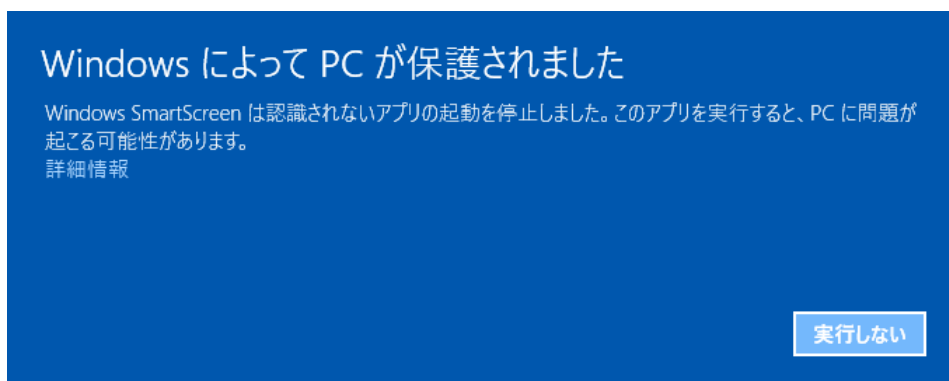 Windows によって PC が保護されました
Windows SmartScreen は認識されないアプリの起動を停止しました。このアプリを実行すると、PC に問題が
起こる可能性があります。
詳細情報
実行しない